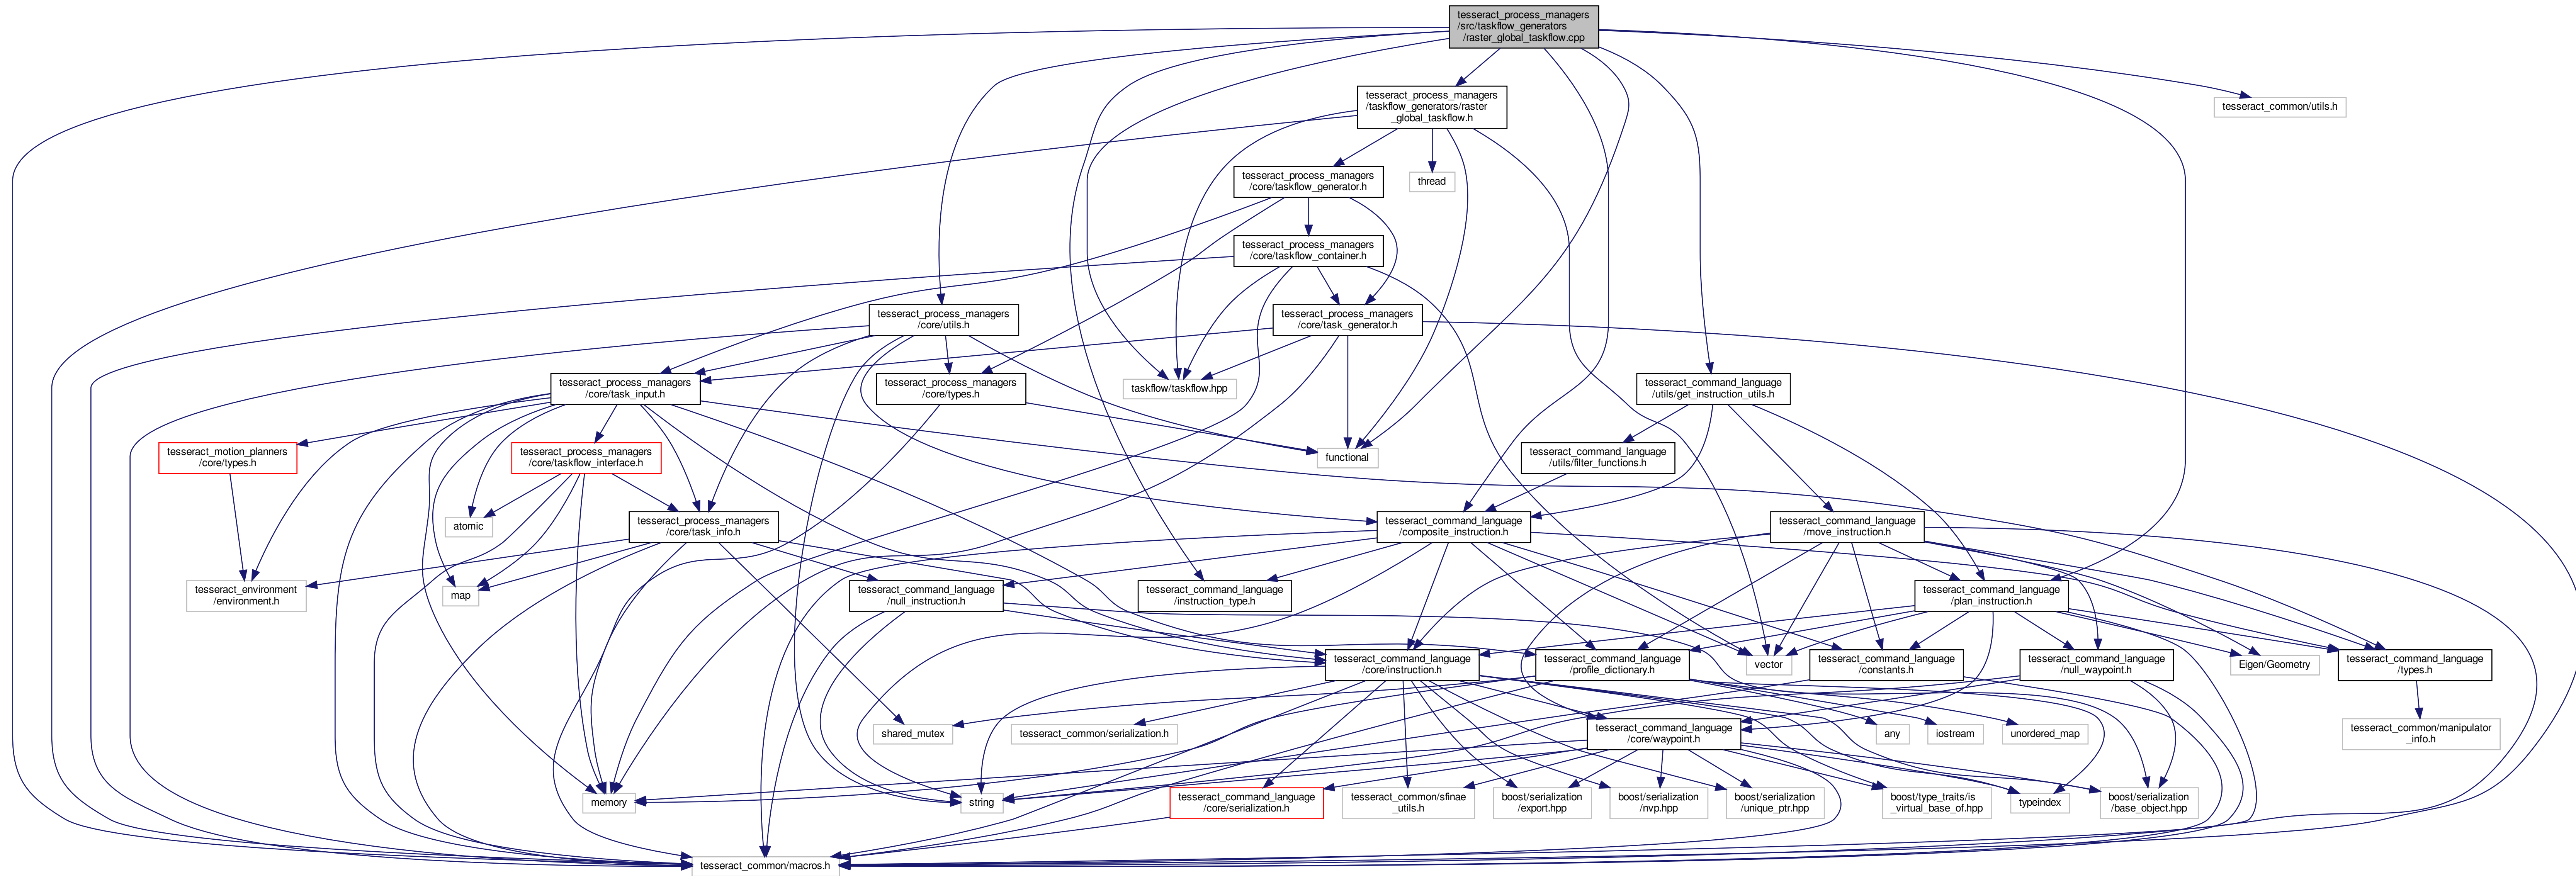 tesseract_process_managers
/src/taskflow_generators
/raster_global_taskflow.cpp
tesseract_process_managers
/taskflow_generators/raster
_global_taskflow.h
tesseract_common/utils.h
tesseract_process_managers
/core/taskflow_generator.h
thread
tesseract_process_managers
/core/taskflow_container.h
tesseract_process_managers
/core/utils.h
tesseract_process_managers
/core/task_generator.h
tesseract_process_managers
/core/task_input.h
tesseract_process_managers
/core/types.h
taskflow/taskflow.hpp
tesseract_command_language
/utils/get_instruction_utils.h
tesseract_motion_planners
/core/types.h
tesseract_process_managers
/core/taskflow_interface.h
functional
tesseract_command_language
/utils/filter_functions.h
atomic
tesseract_process_managers
/core/task_info.h
tesseract_command_language
/composite_instruction.h
tesseract_command_language
/move_instruction.h
tesseract_environment
/environment.h
map
tesseract_command_language
/null_instruction.h
tesseract_command_language
/instruction_type.h
tesseract_command_language
/plan_instruction.h
tesseract_command_language
/core/instruction.h
tesseract_command_language
/profile_dictionary.h
vector
tesseract_command_language
/constants.h
tesseract_command_language
/null_waypoint.h
Eigen/Geometry
tesseract_command_language
/types.h
shared_mutex
tesseract_common/serialization.h
tesseract_command_language
/core/waypoint.h
any
iostream
unordered_map
tesseract_common/manipulator
_info.h
memory
string
tesseract_command_language
/core/serialization.h
tesseract_common/sfinae
_utils.h
boost/serialization
/export.hpp
boost/serialization
/nvp.hpp
boost/serialization
/unique_ptr.hpp
boost/type_traits/is
_virtual_base_of.hpp
typeindex
boost/serialization
/base_object.hpp
tesseract_common/macros.h